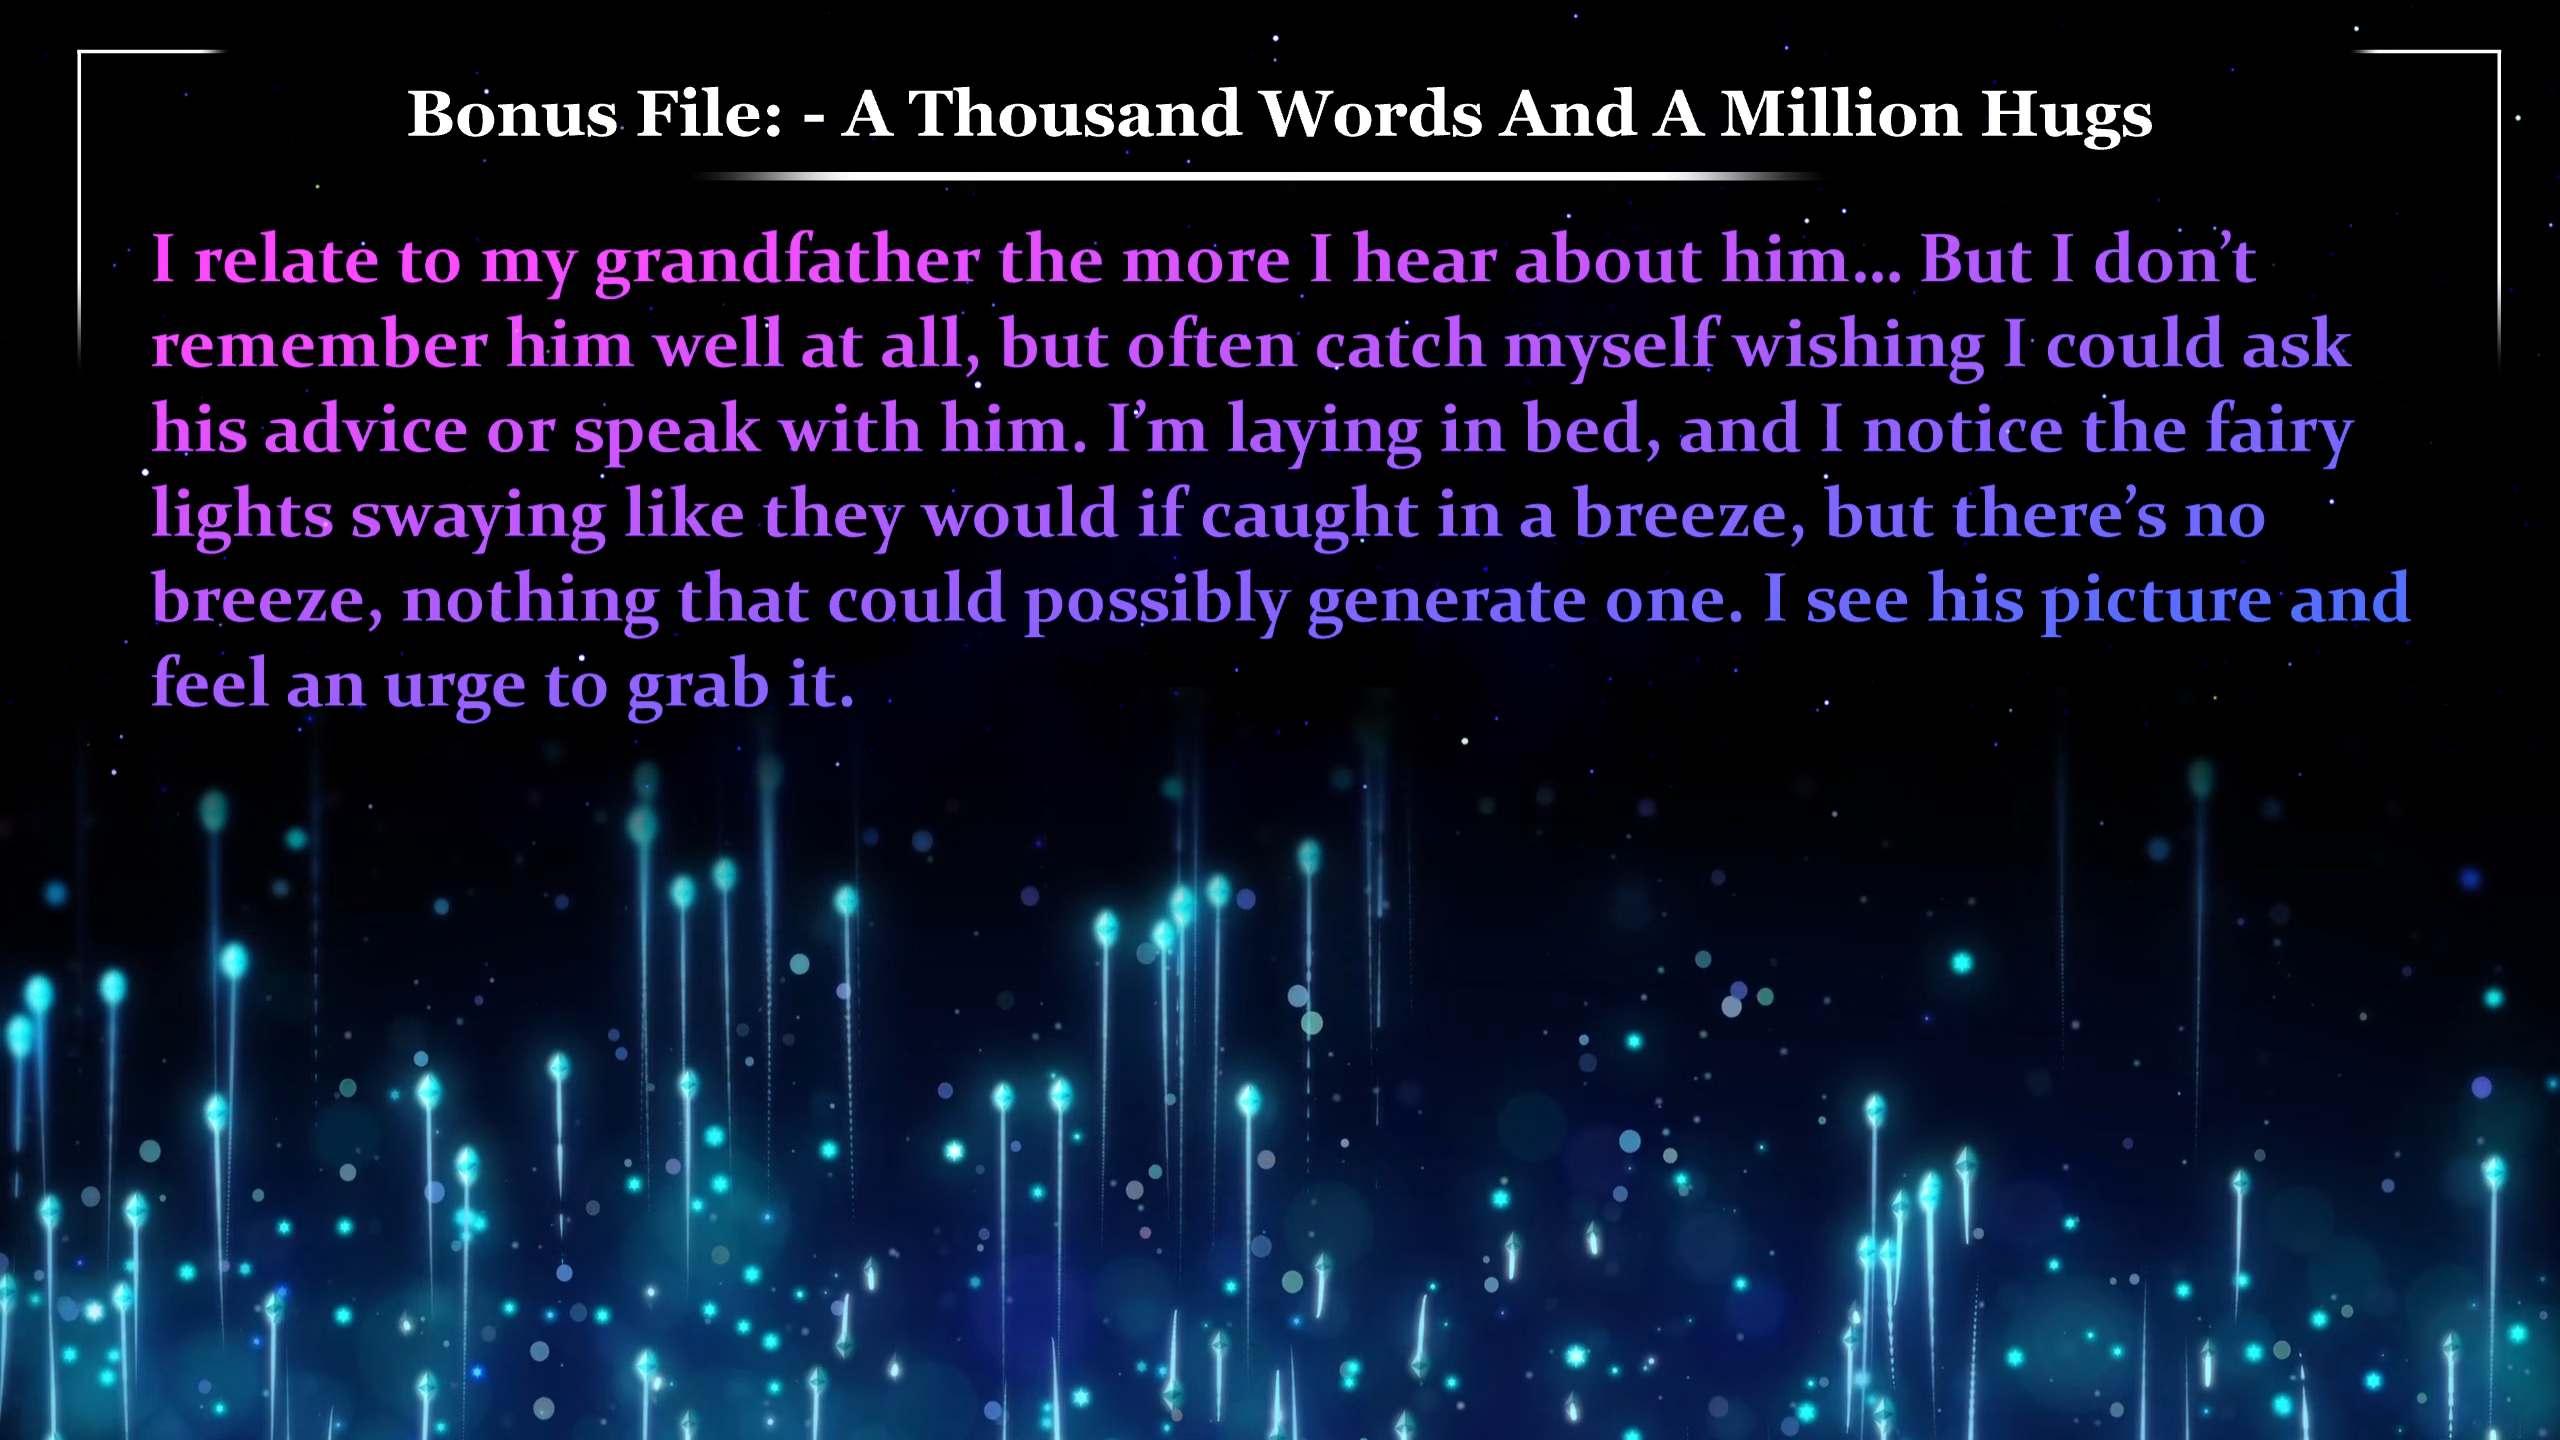 Bonus File: - A Thousand Words And A Million Hugs
I relate to my grandfather the more I hear about him... But I don’t
remember him well at all, but often catch myself wishing I could ask
his advice or speak with him. I’m laying in bed, and I notice the fairy
lights swaying like they would if caught in a breeze, but there’s no
breeze, nothing that could possibly generate one. I see his picture and
feel an urge to grab it.